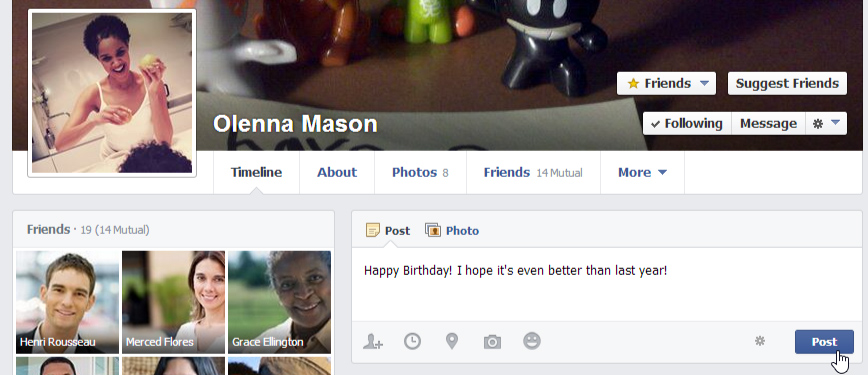 Friends
Suggest Friends
Olenna Mason
Following
Message
Timeline
About
Photos 8
Friends 14 Mutual
More
Friends · 19 (14 Mutual)
Henri Rousseau
Merced Flores
Grace Ellington
Post
Photo
Happy Birthday! I hope it's even better than last year!
Post